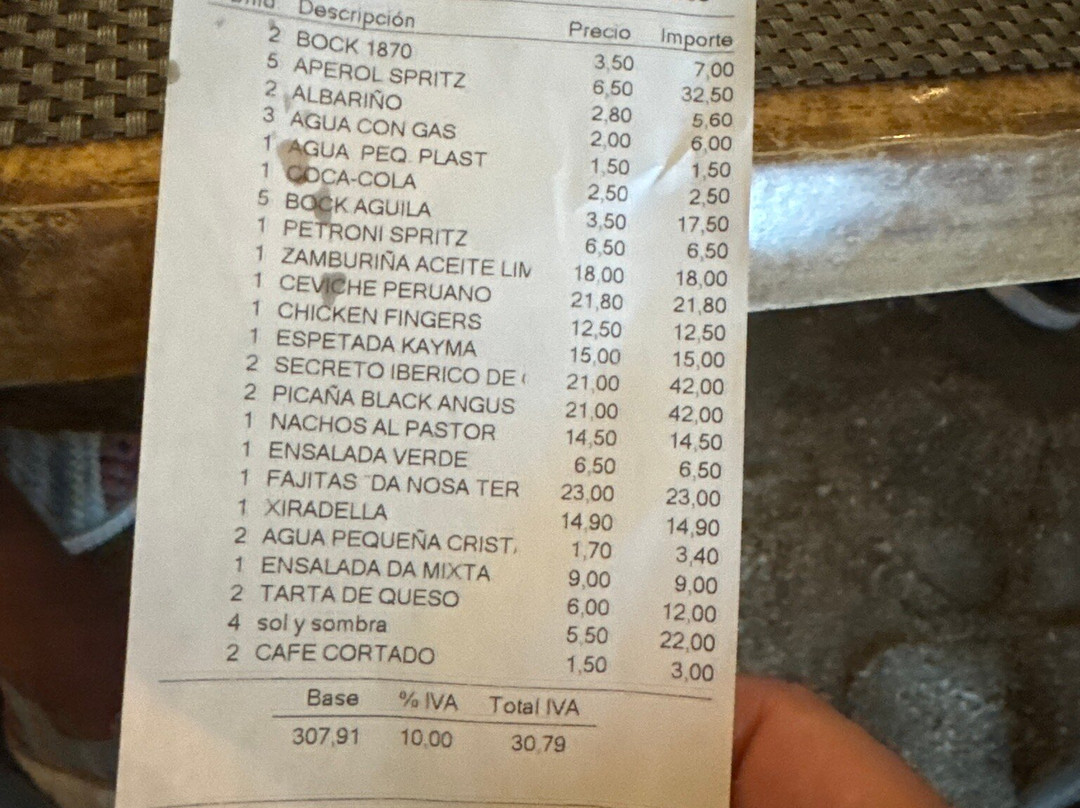 Descripción Precio Importe
2 BOCK 1870 3,50 7,00
5 APEROL SPRITZ 6,50 32,50
2 ALBARIÑO 2,80 5,60
3 AGUA CON GAS 2,00 6,00
1 AGUA PEQ. PLAST 1,50 1,50
1 COCA-COLA 2,50 2,50
5 BOCK AGUILA 3,50 17,50
1 PETRONI SPRITZ 6,50 6,50
1 ZAMBURIÑA ACEITE LIM 18,00 18,00
1 CEVICHE PERUANO 21,80 21,80
1 CHICKEN FINGERS 12,50 12,50
1 ESPETADA KAYMA 15,00 15,00
2 SECRETO IBERICO DE 21,00 42,00
2 PICAÑA BLACK ANGUS 21,00 42,00
1 NACHOS AL PASTOR 14,50 14,50
1 ENSALADA VERDE 6,50 6,50
1 FAJITAS "DA NOSA TER 23,00 23,00
1 XIRADELLA 14,90 14,90
2 AGUA PEQUEÑA CRIST 1,70 3,40
1 ENSALADA DA MIXTA 9,00 9,00
2 TARTA DE QUESO 6,00 12,00
4 sol y sombra 5,50 22,00
2 CAFE CORTADO 1,50 3,00
Base % IVA Total IVA
307,91 10,00 30,79